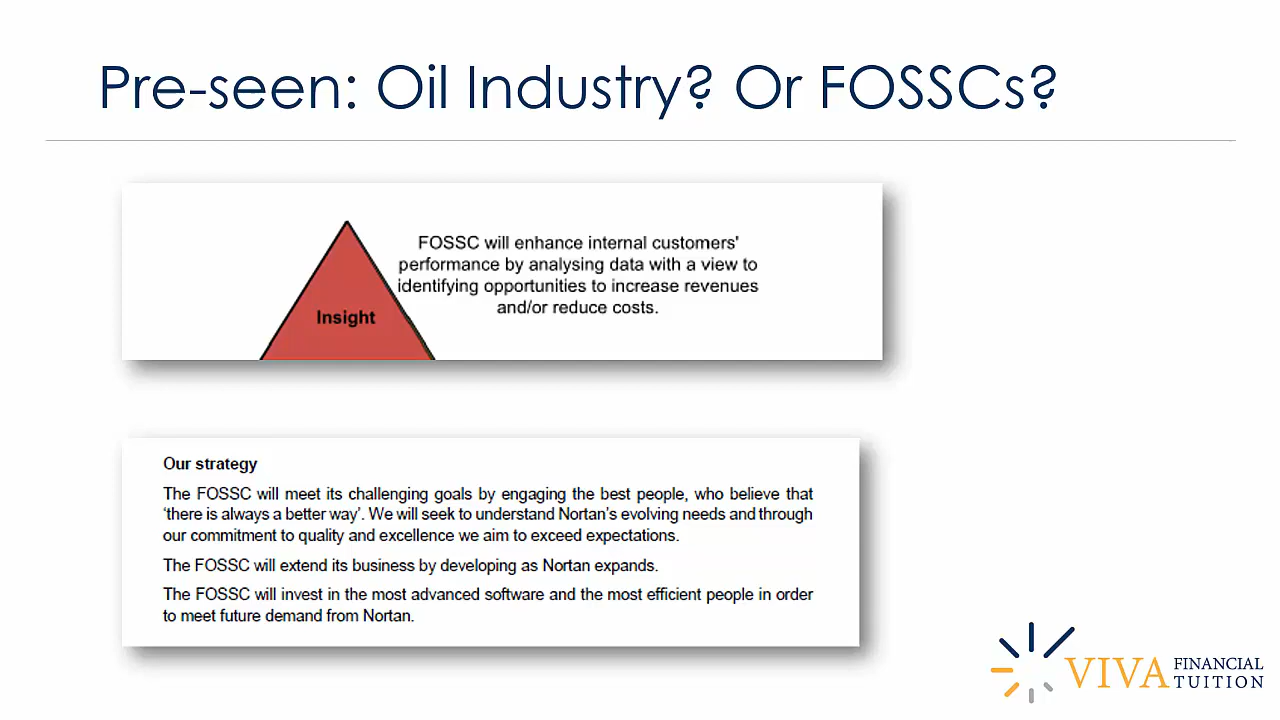 Pre-seen: Oil Industry? Or FOSSCs?
FOSSC will enhance internal customers'
performance by analysing data with a view to
identifying opportunities to increase revenues
and/or reduce costs.
Insight
Our strategy
The FOSSC will meet its challenging goals by engaging the best people, who believe that
‘there is always a better way’. We will seek to understand Nortan’s evolving needs and through
our commitment to quality and excellence we aim to exceed expectations.
The FOSSC will extend its business by developing as Nortan expands.
The FOSSC will invest in the most advanced software and the most efficient people in order
to meet future demand from Nortan.
VIVA FINANCIAL
TUITION